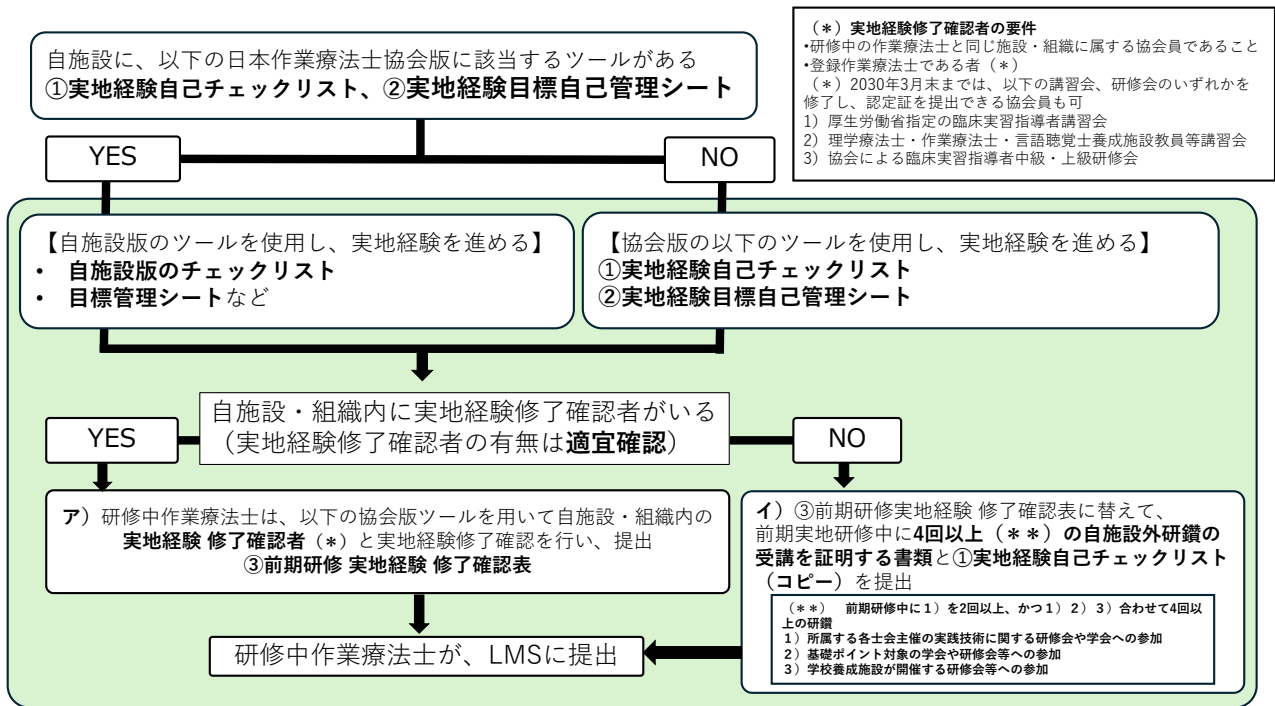 自施設に、以下の日本作業療法士協会版に該当するツールがある
①実地経験自己チェックリスト、②実地経験目標自己管理シート
（*）実地経験修了確認者の要件
•研修中の作業療法士と同じ施設・組織に属する協会員であること
•登録作業療法士である者（*）
（*）2030年3月末までは、以下の講習会、研修会のいずれかを
修了し、認定証を提出できる協会員も可
1）厚生労働省指定の臨床実習指導者講習会
2）理学療法士・作業療法士・言語聴覚士養成施設教員等講習会
3）協会による臨床実習指導者中級・上級研修会
YES
NO
【自施設版のツールを使用し、実地経験を進める】
• 自施設版のチェックリスト
• 目標管理シートなど
【協会版の以下のツールを使用し、実地経験を進める】
①実地経験自己チェックリスト
②実地経験目標自己管理シート
自施設・組織内に実地経験修了確認者がいる
（実地経験修了確認者の有無は適宜確認）
YES
NO
ア）研修中作業療法士は、以下の協会版ツールを用いて自施設・組織内の
実地経験 修了確認者（*）と実地経験修了確認を行い、提出
③前期研修 実地経験 修了確認表
イ）③前期研修実地経験 修了確認表に替えて、
前期実地研修中に4回以上（**）の自施設外研鑽の
受講を証明する書類と①実地経験自己チェックリスト
（コピー）を提出
（**） 前期研修中に１）を2回以上、かつ１）２）３）合わせて4回以
上の研鑽
１）所属する各士会主催の実践技術に関する研修会や学会への参加
２）基礎ポイント対象の学会や研修会等への参加
３）学校養成施設が開催する研修会等への参加
研修中作業療法士が、LMSに提出